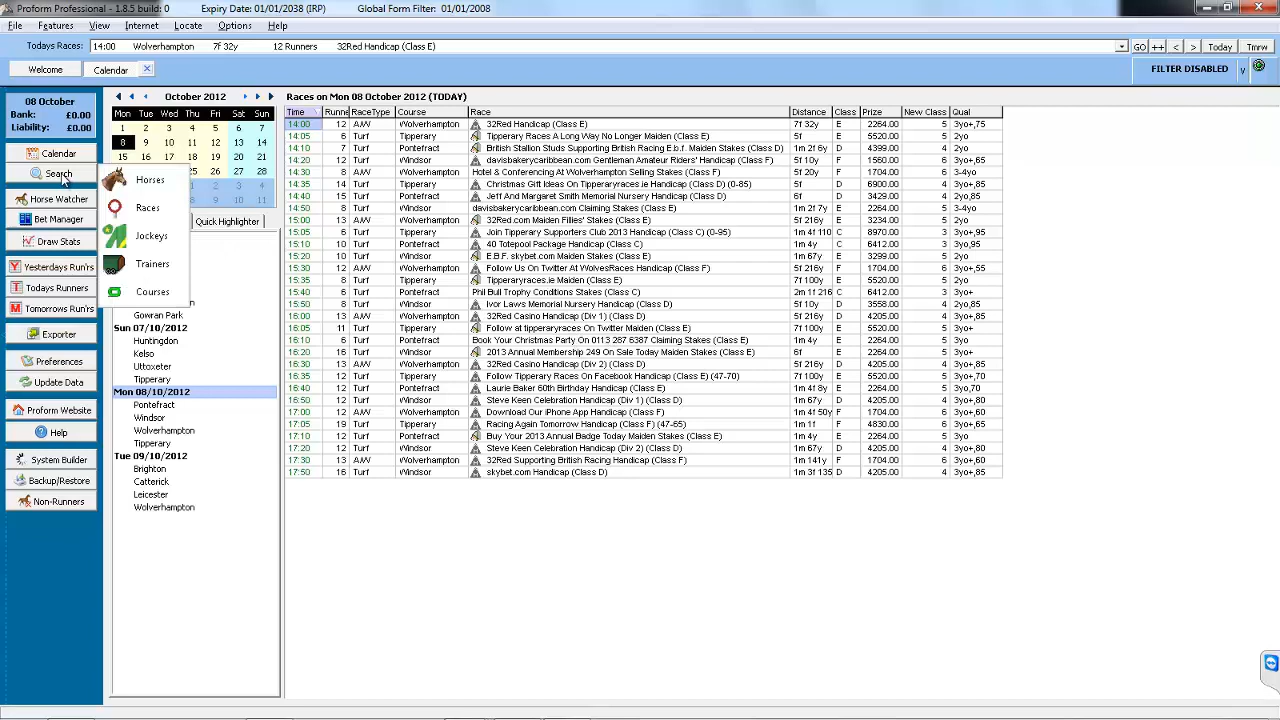 Proform Professional - 1.8.5 build: 0 Expiry Date: 01/01/2038 (IRP) Global Form Filter: 01/01/2008
File Features View Internet Locate Options Help
Todays Races: 14:00 Wolverhampton 7f 32y 12 Runners 32Red Handicap (Class E) GO ++ < > Today Tmrw
Welcome Calendar FILTER DISABLED
08 October
Bank: £0.00
Liability: £0.00
Calendar
Search
Horse Watcher
Bet Manager
Draw Stats
Yesterdays Run'rs
Todays Runners
Tomorrows Run'rs
Exporter
Preferences
Update Data
Proform Website
Help
System Builder
Backup/Restore
Non-Runners
October 2012
Mon Tue Wed Thu Fri Sat Sun
1 2 3 4 5 6 7
8 9 10 11 12 13 14
15 16 17 18 19 20 21
25 26 27 28
1 2 3 4
8 9 10 11
Horses
Races
Jockeys
Trainers
Courses
Quick Highlighter
Gowran Park
Sun 07/10/2012
Huntingdon
Kelso
Uttoxeter
Tipperary
Mon 08/10/2012
Pontefract
Windsor
Wolverhampton
Tipperary
Tue 09/10/2012
Brighton
Catterick
Leicester
Wolverhampton
Races on Mon 08 October 2012 (TODAY)
Time Runne RaceType Course Race Distance Class Prize New Class Qual
14:00 12 A/W Wolverhampton 32Red Handicap (Class E) 7f 32y E 2264.00 5 3yo+,75
14:05 6 Turf Tipperary Tipperary Races A Long Way No Longer Maiden (Class E) 5f E 5520.00 5 2yo
14:10 7 Turf Pontefract British Stallion Studs Supporting British Racing E.b.f. Maiden Stakes (Class D) 1m 2f 6y D 4399.00 4 2yo
14:20 12 Turf Windsor davisbakerycaribbean.com Gentleman Amateur Riders' Handicap (Class F) 5f 10y F 1560.00 6 3yo+,65
14:30 8 A/W Wolverhampton Hotel & Conferencing At Wolverhampton Selling Stakes (Class F) 5f 20y F 1704.00 6 3-4yo
14:35 14 Turf Tipperary Christmas Gift Ideas On Tipperaryraces.ie Handicap (Class D) (0-85) 5f D 6900.00 4 3yo+,85
14:40 15 Turf Pontefract Jeff And Margaret Smith Memorial Nursery Handicap (Class D) 6f D 3429.00 4 2yo
14:50 8 Turf Windsor davisbakerycaribbean.com Claiming Stakes (Class E) 1m 2f 7y E 2264.00 5 3-4yo
15:00 13 A/W Wolverhampton 32Red.com Maiden Fillies' Stakes (Class E) 5f 216y E 3234.00 5 2yo
15:05 6 Turf Tipperary Join Tipperary Supporters Club 2013 Handicap (Class C) (0-95) 1m 4f 110 C 8970.00 3 3yo+,95
15:10 10 Turf Pontefract 40 Totepool Package Handicap (Class C) 1m 4y C 6412.00 3 3yo,95
15:20 10 Turf Windsor E.B.F. skybet.com Maiden Stakes (Class E) 1m 67y E 3299.00 5 2yo
15:30 12 A/W Wolverhampton Follow Us On Twitter At WolvesRaces Handicap (Class F) 5f 216y F 1704.00 6 3yo+,55
15:35 12 Turf Tipperary Tipperaryraces.ie Maiden (Class E) 7f 100y E 5520.00 5 2yo
15:40 10 Turf Pontefract Phil Bull Trophy Conditions Stakes (Class C) 2m 1f 216 C 6412.00 3 3yo+
15:50 8 Turf Windsor Ivor Laws Memorial Nursery Handicap (Class D) 5f 10y D 3558.00 4 2yo,85
16:00 13 A/W Wolverhampton 32Red Casino Handicap (Div 1) (Class D) 5f 216y D 4205.00 4 3yo+,85
16:05 11 Turf Tipperary Follow at tipperaryraces On Twitter Maiden (Class E) 7f 100y E 5520.00 5 3yo+
16:10 6 Turf Pontefract Book Your Christmas Party On 0113 287 6387 Claiming Stakes (Class E) 1m 4y E 2264.00 5 3yo+
16:20 16 Turf Windsor 2013 Annual Membership 249 On Sale Today Maiden Stakes (Class E) 6f E 2264.00 5 3yo+
16:30 13 A/W Wolverhampton 32Red Casino Handicap (Div 2) (Class D) 5f 216y D 4205.00 4 3yo+,85
16:35 12 Turf Tipperary Follow Tipperary Races On Facebook Handicap (Class E) (47-70) 7f 100y E 5520.00 5 3yo+,70
16:40 12 Turf Pontefract Laurie Baker 60th Birthday Handicap (Class E) 1m 4y E 2264.00 5 3yo,70
16:50 12 Turf Windsor Steve Keen Celebration Handicap (Div 1) (Class D) 1m 67y D 4205.00 4 3yo+,80
17:00 12 A/W Wolverhampton Download Our iPhone App Handicap (Class F) 1m 4f 50y F 1704.00 6 3yo+,60
17:05 19 Turf Tipperary Racing Again Tomorrow Handicap (Class F) (47-65) 1m 1f F 4830.00 6 3yo+,65
17:10 12 Turf Pontefract Buy Your 2013 Annual Badge Today Maiden Stakes (Class E) 1m 4y E 2264.00 5 3yo
17:20 12 Turf Windsor Steve Keen Celebration Handicap (Div 2) (Class D) 1m 67y D 4205.00 4 3yo+,80
17:30 12 A/W Wolverhampton 32Red Supporting British Racing Handicap (Class F) 1m 141y F 1704.00 6 3yo+,60
17:50 16 Turf Windsor skybet.com Handicap (Class D) 1m 3f 135 D 4205.00 4 3yo+,85